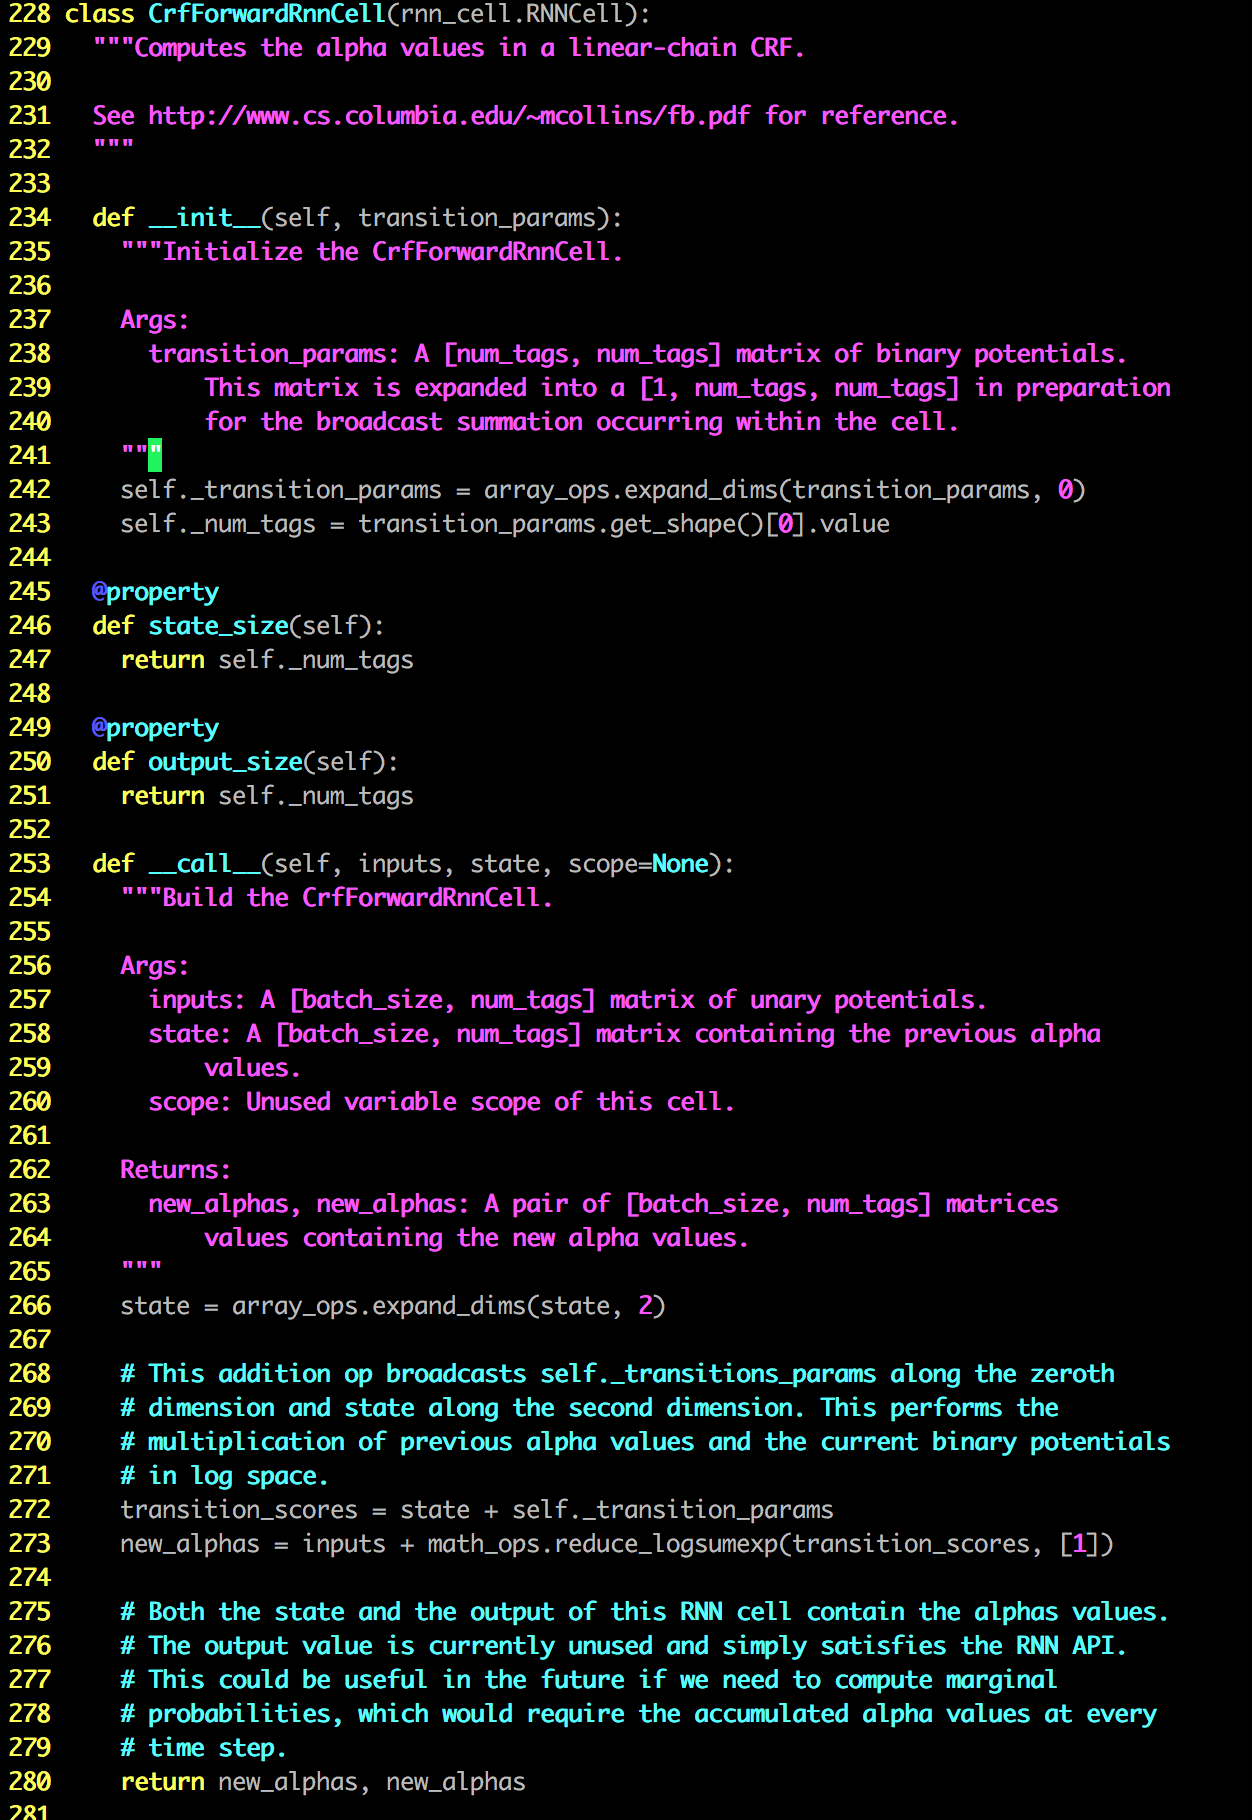 228 class CrfForwardRnnCell(rnn_cell.RNNCell):
229   """Computes the alpha values in a linear-chain CRF.
230
231   See http://www.cs.columbia.edu/~mcollins/fb.pdf for reference.
232   """
233
234   def __init__(self, transition_params):
235     """Initialize the CrfForwardRnnCell.
236
237     Args:
238       transition_params: A [num_tags, num_tags] matrix of binary potentials.
239           This matrix is expanded into a [1, num_tags, num_tags] in preparation
240           for the broadcast summation occurring within the cell.
241     """
242     self._transition_params = array_ops.expand_dims(transition_params, 0)
243     self._num_tags = transition_params.get_shape()[0].value
244
245   @property
246   def state_size(self):
247     return self._num_tags
248
249   @property
250   def output_size(self):
251     return self._num_tags
252
253   def __call__(self, inputs, state, scope=None):
254     """Build the CrfForwardRnnCell.
255
256     Args:
257       inputs: A [batch_size, num_tags] matrix of unary potentials.
258       state: A [batch_size, num_tags] matrix containing the previous alpha
259           values.
260       scope: Unused variable scope of this cell.
261
262     Returns:
263       new_alphas, new_alphas: A pair of [batch_size, num_tags] matrices
264           values containing the new alpha values.
265     """
266     state = array_ops.expand_dims(state, 2)
267
268     # This addition op broadcasts self._transitions_params along the zeroth
269     # dimension and state along the second dimension. This performs the
270     # multiplication of previous alpha values and the current binary potentials
271     # in log space.
272     transition_scores = state + self._transition_params
273     new_alphas = inputs + math_ops.reduce_logsumexp(transition_scores, [1])
274
275     # Both the state and the output of this RNN cell contain the alphas values.
276     # The output value is currently unused and simply satisfies the RNN API.
277     # This could be useful in the future if we need to compute marginal
278     # probabilities, which would require the accumulated alpha values at every
279     # time step.
280     return new_alphas, new_alphas
281